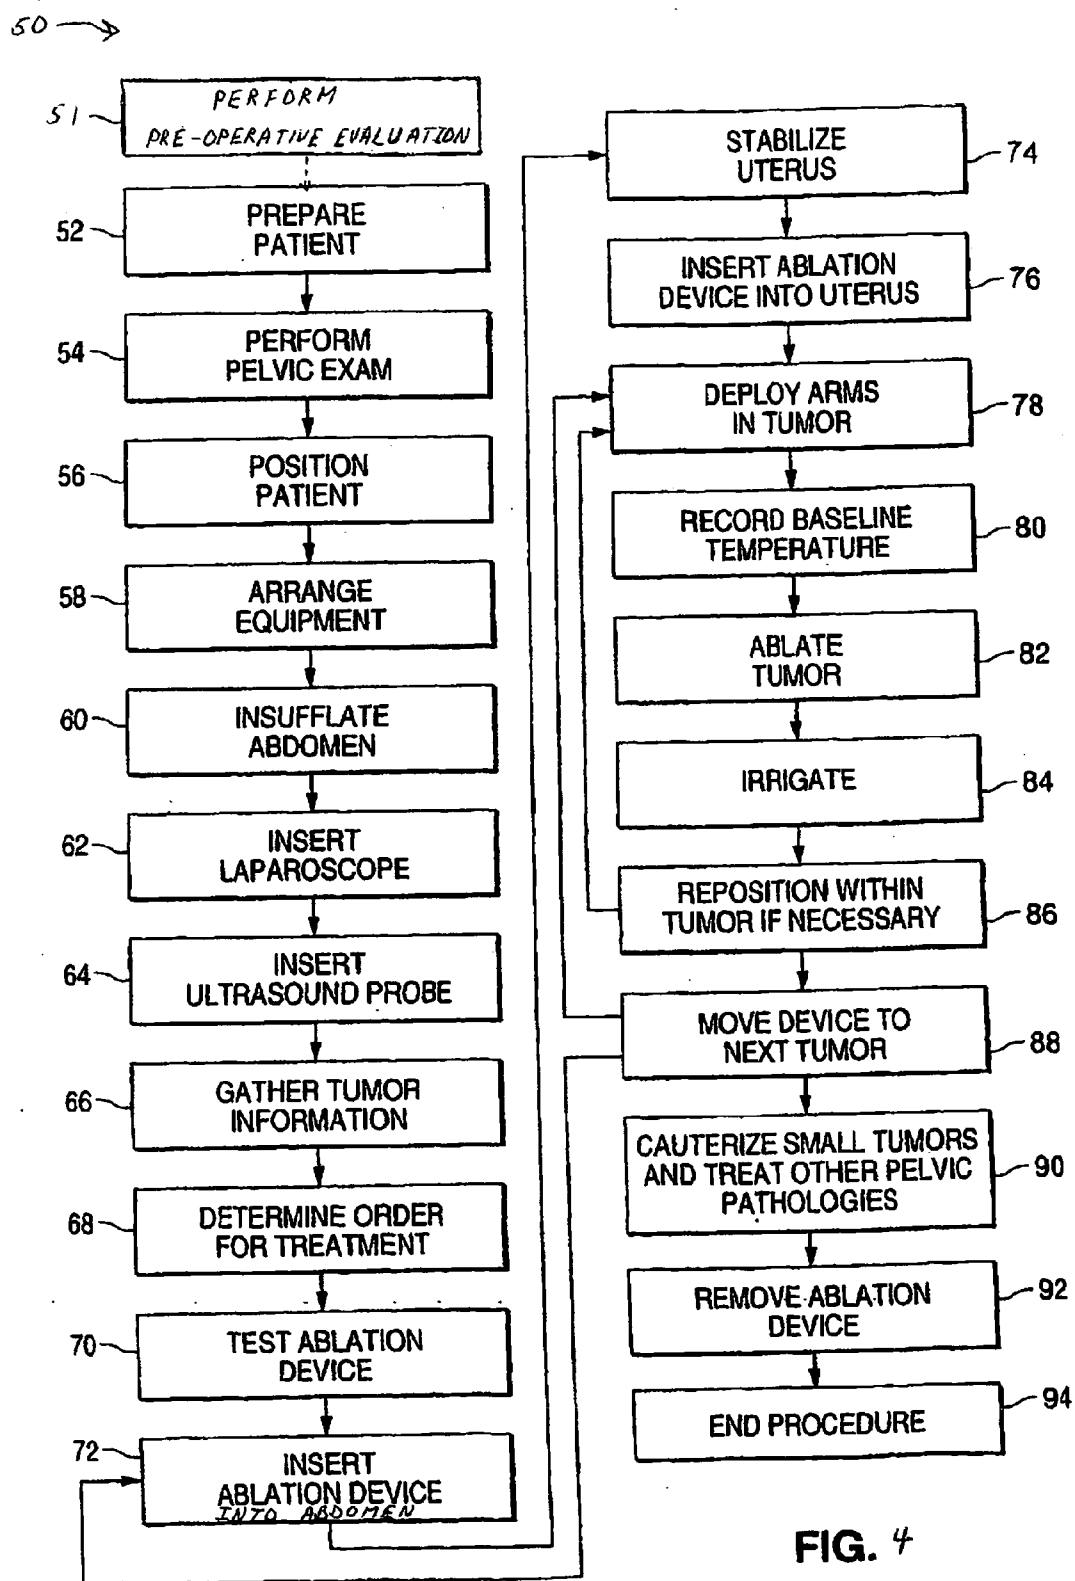 50
51
PERFORM
PRE-OPERATIVE EVALUATION
52
PREPARE
PATIENT
54
PERFORM
PELVIC EXAM
56
POSITION
PATIENT
58
ARRANGE
EQUIPMENT
60
INSUFFLATE
ABDOMEN
62
INSERT
LAPAROSCOPE
64
INSERT
ULTRASOUND PROBE
66
GATHER TUMOR
INFORMATION
68
DETERMINE ORDER
FOR TREATMENT
70
TEST ABLATION
DEVICE
72
INSERT
ABLATION DEVICE
INTO ABDOMEN
STABILIZE
UTERUS
74
INSERT ABLATION
DEVICE INTO UTERUS
76
DEPLOY ARMS
IN TUMOR
78
RECORD BASELINE
TEMPERATURE
80
ABLATE
TUMOR
82
IRRIGATE
84
REPOSITION WITHIN
TUMOR IF NECESSARY
86
MOVE DEVICE TO
NEXT TUMOR
88
CAUTERIZE SMALL TUMORS
AND TREAT OTHER PELVIC
PATHOLOGIES
90
REMOVE ABLATION
DEVICE
92
END PROCEDURE
94
FIG. 4